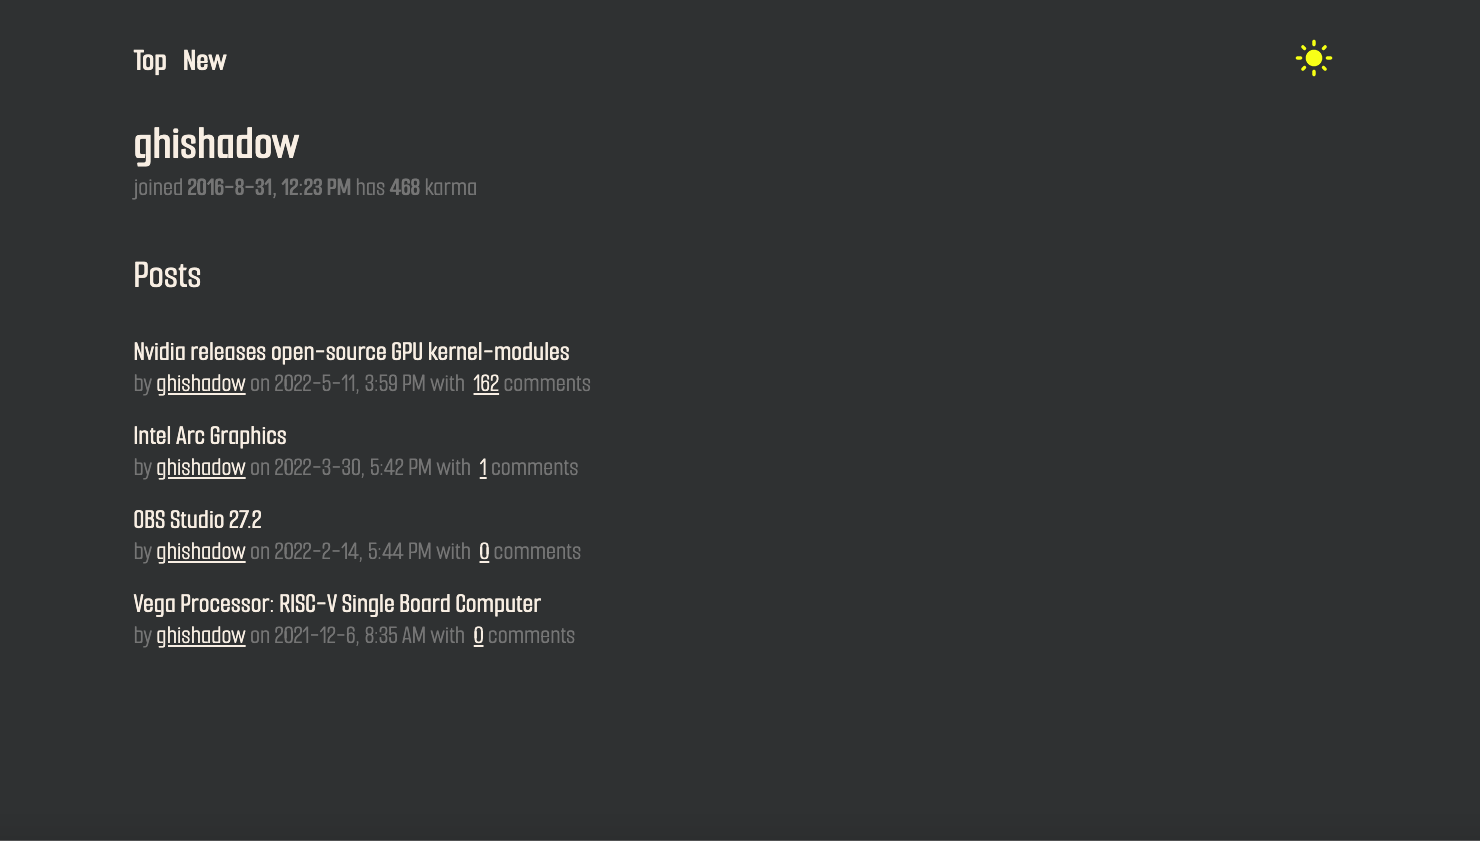 Top New
ghishadow
joined 2016-8-31, 12:23 PM has 468 karma
Posts
Nvidia releases open-source GPU kernel-modules
by ghishadow on 2022-5-11, 3:59 PM with 162 comments
Intel Arc Graphics
by ghishadow on 2022-3-30, 5:42 PM with 1 comments
OBS Studio 27.2
by ghishadow on 2022-2-14, 5:44 PM with 0 comments
Vega Processor: RISC-V Single Board Computer
by ghishadow on 2021-12-6, 8:35 AM with 0 comments